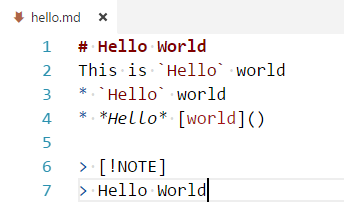 hello.md ×
1 # Hello World
2 This is `Hello` world
3 * `Hello` world
4 * *Hello* [world]()
5
6 > [!NOTE]
7 > Hello World